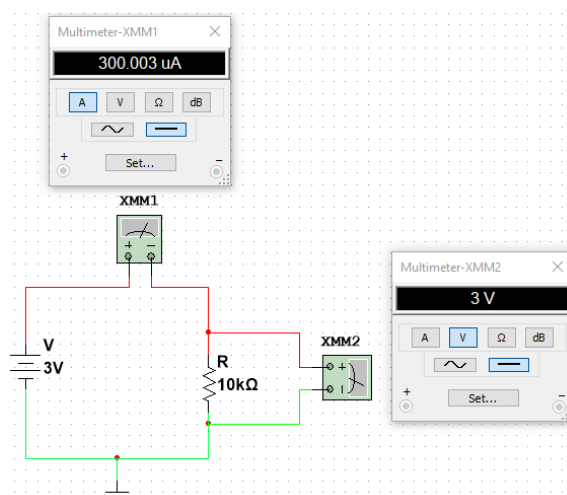 Multimeter-XMM1
300.003 uA
A V Ω dB
+ Set... −
XMM1
+ −
Multimeter-XMM2
3 V
A V Ω dB
+ Set... −
XMM2
+
V
3V
R
10kΩ